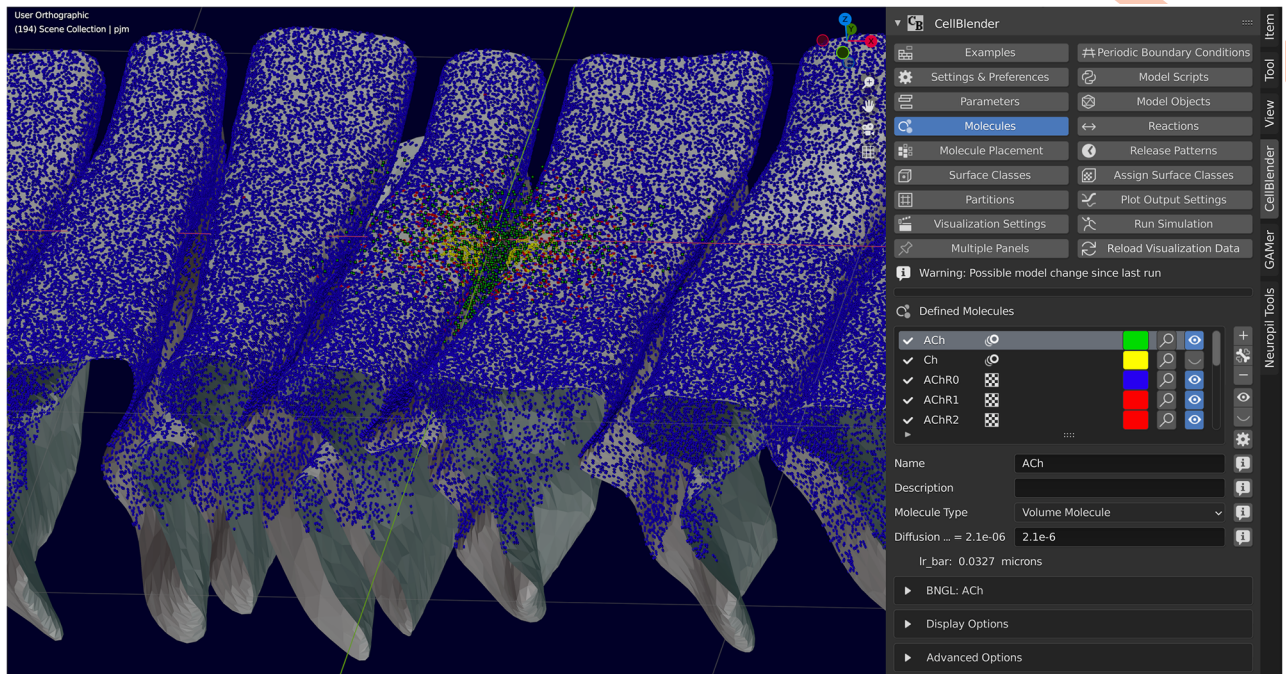 User Orthographic
(194) Scene Collection | pjm
Z
Y
X
CB CellBlender
Examples
Periodic Boundary Conditions
Settings & Preferences
Model Scripts
Parameters
Model Objects
Molecules
Reactions
Molecule Placement
Release Patterns
Surface Classes
Assign Surface Classes
Partitions
Plot Output Settings
Visualization Settings
Run Simulation
Multiple Panels
Reload Visualization Data
Warning: Possible model change since last run
Defined Molecules
ACh
Ch
AChR0
AChR1
AChR2
Name ACh
Description
Molecule Type Volume Molecule
Diffusion ... = 2.1e-06 2.1e-6
lr_bar: 0.0327 microns
BNGL: ACh
Display Options
Advanced Options
Item
Tool
View
CellBlender
GAMer
Neuropil Tools